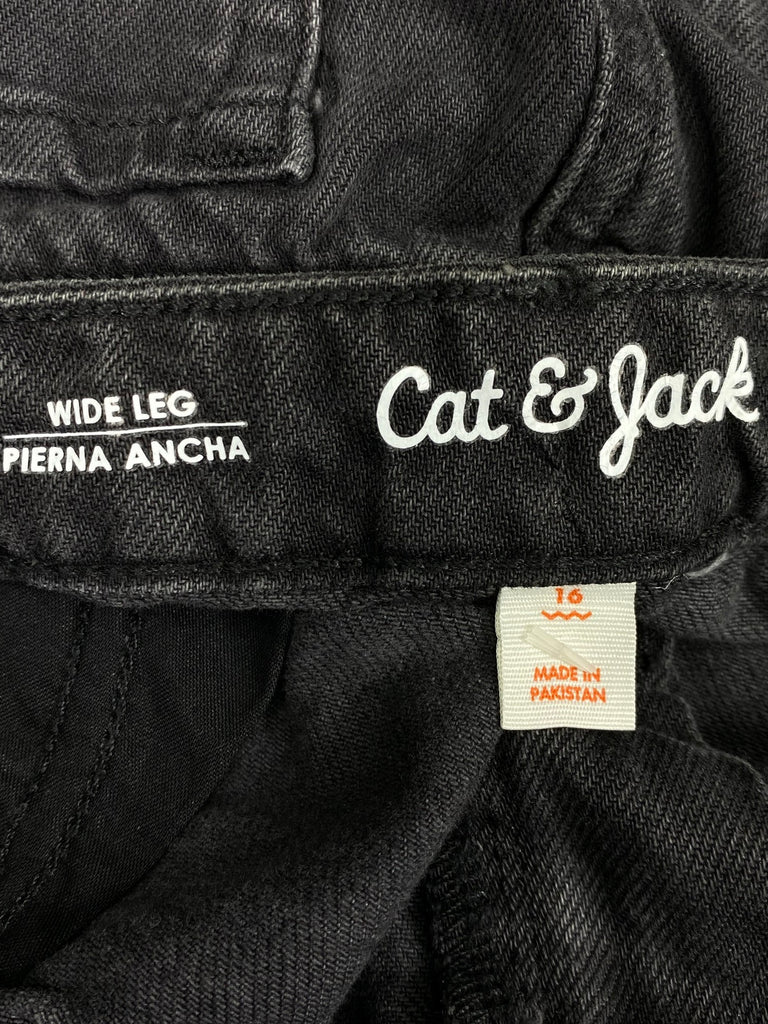 WIDE LEG
PIERNA ANCHA
Cat & Jack
16
MADE IN
PAKISTAN